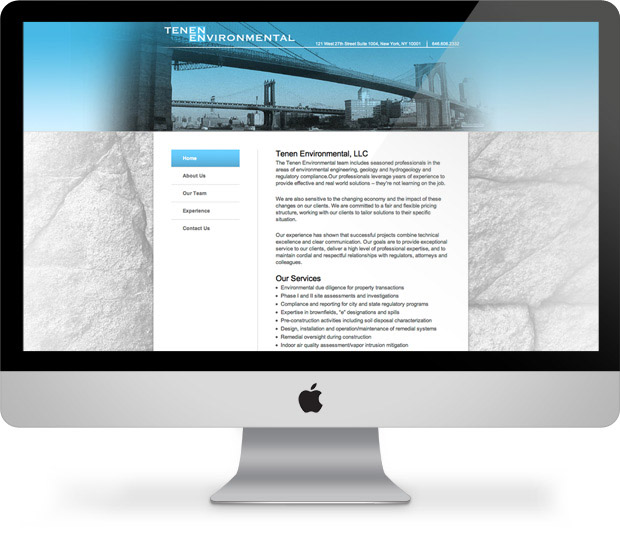 TENEN
ENVIRONMENTAL
121 West 27th Street Suite 1004, New York, NY 10001 | 646.606.2332
Home
About Us
Our Team
Experience
Contact Us
Tenen Environmental, LLC
The Tenen Environmental team includes seasoned professionals in the
areas of environmental engineering, geology and hydrogeology and
regulatory compliance.Our professionals leverage years of experience to
provide effective and real world solutions – they're not learning on the job.
We are also sensitive to the changing economy and the impact of these
changes on our clients. We are committed to a fair and flexible pricing
structure, working with our clients to tailor solutions to their specific
situation.
Our experience has shown that successful projects combine technical
excellence and clear communication. Our goals are to provide exceptional
service to our clients, deliver a high level of professional expertise, and to
maintain cordial and respectful relationships with regulators, attorneys and
colleagues.
Our Services
• Environmental due diligence for property transactions
• Phase I and II site assessments and investigations
• Compliance and reporting for city and state regulatory programs
• Expertise in brownfields, "e" designations and spills
• Pre-construction activities including soil disposal characterization
• Design, installation and operation/maintenance of remedial systems
• Remedial oversight during construction
• Indoor air quality assessment/vapor intrusion mitigation